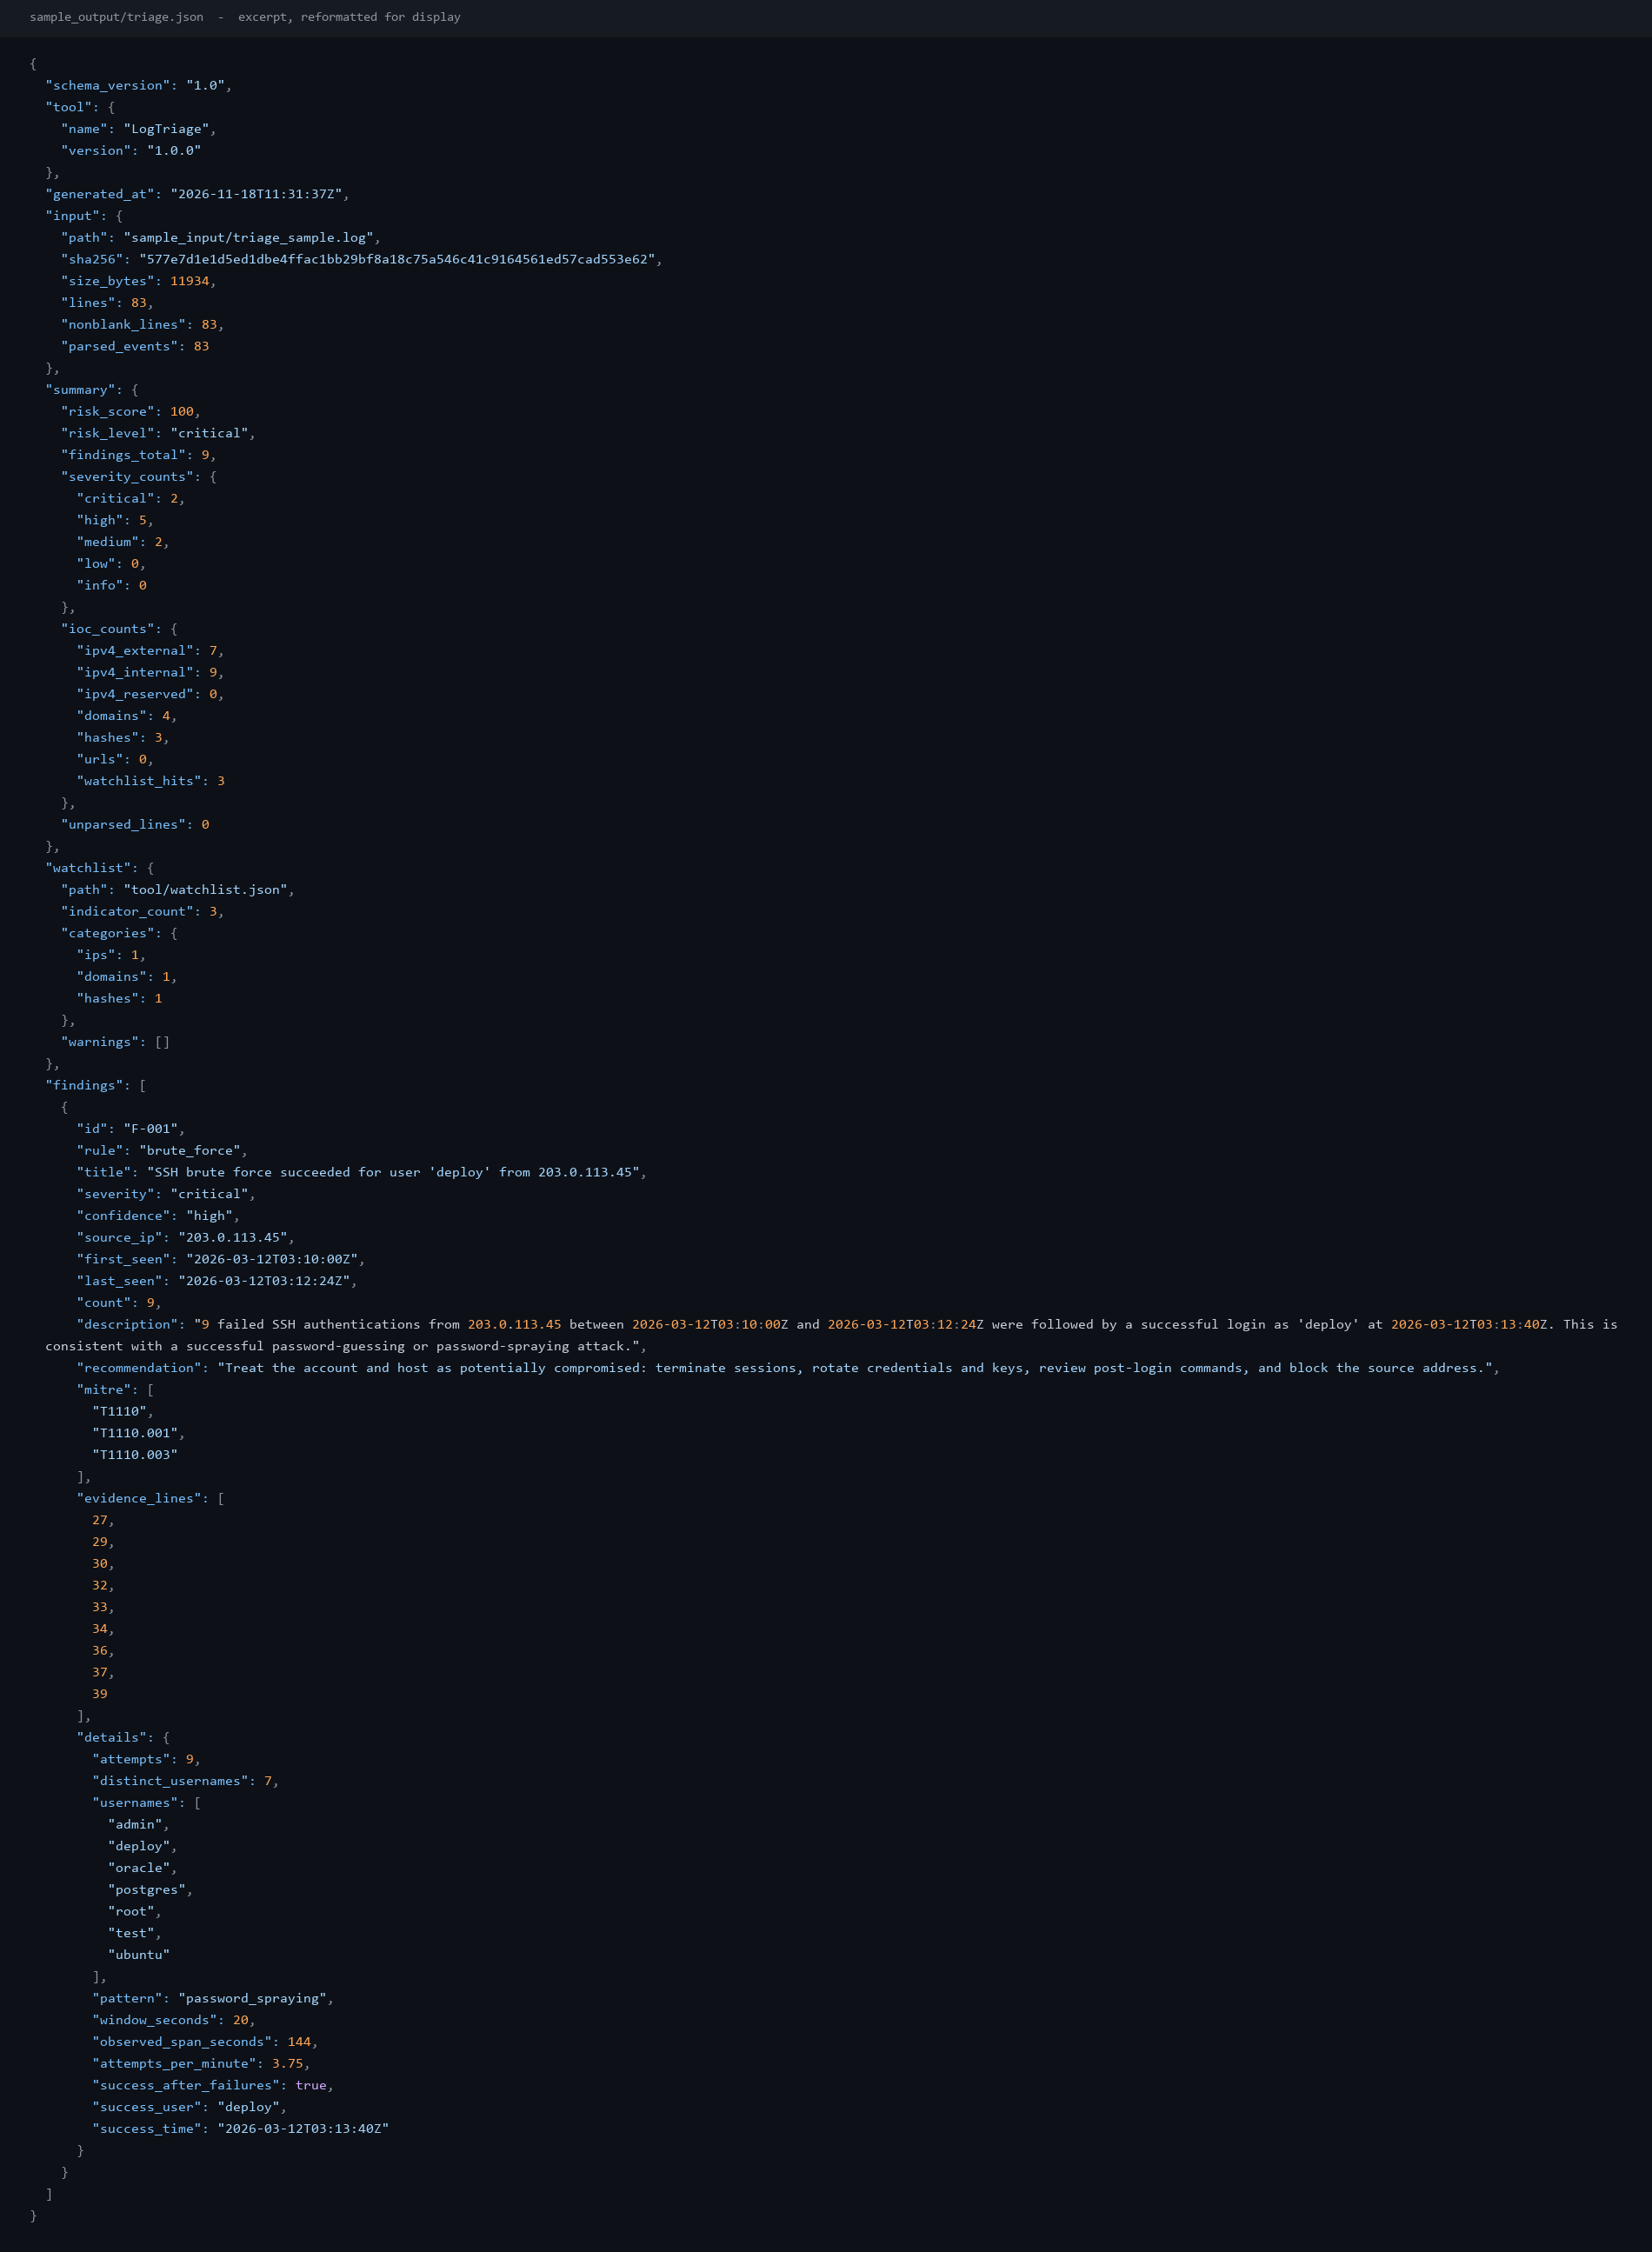 sample_output/triage.json  -  excerpt, reformatted for display
{
  "schema_version": "1.0",
  "tool": {
    "name": "LogTriage",
    "version": "1.0.0"
  },
  "generated_at": "2026-11-18T11:31:37Z",
  "input": {
    "path": "sample_input/triage_sample.log",
    "sha256": "577e7d1e1d5ed1dbe4ffac1bb29bf8a18c75a546c41c9164561ed57cad553e62",
    "size_bytes": 11934,
    "lines": 83,
    "nonblank_lines": 83,
    "parsed_events": 83
  },
  "summary": {
    "risk_score": 100,
    "risk_level": "critical",
    "findings_total": 9,
    "severity_counts": {
      "critical": 2,
      "high": 5,
      "medium": 2,
      "low": 0,
      "info": 0
    },
    "ioc_counts": {
      "ipv4_external": 7,
      "ipv4_internal": 9,
      "ipv4_reserved": 0,
      "domains": 4,
      "hashes": 3,
      "urls": 0,
      "watchlist_hits": 3
    },
    "unparsed_lines": 0
  },
  "watchlist": {
    "path": "tool/watchlist.json",
    "indicator_count": 3,
    "categories": {
      "ips": 1,
      "domains": 1,
      "hashes": 1
    },
    "warnings": []
  },
  "findings": [
    {
      "id": "F-001",
      "rule": "brute_force",
      "title": "SSH brute force succeeded for user 'deploy' from 203.0.113.45",
      "severity": "critical",
      "confidence": "high",
      "source_ip": "203.0.113.45",
      "first_seen": "2026-03-12T03:10:00Z",
      "last_seen": "2026-03-12T03:12:24Z",
      "count": 9,
      "description": "9 failed SSH authentications from 203.0.113.45 between 2026-03-12T03:10:00Z and 2026-03-12T03:12:24Z were followed by a successful login as 'deploy' at 2026-03-12T03:13:40Z. This is
  consistent with a successful password-guessing or password-spraying attack.",
      "recommendation": "Treat the account and host as potentially compromised: terminate sessions, rotate credentials and keys, review post-login commands, and block the source address.",
      "mitre": [
        "T1110",
        "T1110.001",
        "T1110.003"
      ],
      "evidence_lines": [
        27,
        29,
        30,
        32,
        33,
        34,
        36,
        37,
        39
      ],
      "details": {
        "attempts": 9,
        "distinct_usernames": 7,
        "usernames": [
          "admin",
          "deploy",
          "oracle",
          "postgres",
          "root",
          "test",
          "ubuntu"
        ],
        "pattern": "password_spraying",
        "window_seconds": 20,
        "observed_span_seconds": 144,
        "attempts_per_minute": 3.75,
        "success_after_failures": true,
        "success_user": "deploy",
        "success_time": "2026-03-12T03:13:40Z"
      }
    }
  ]
}